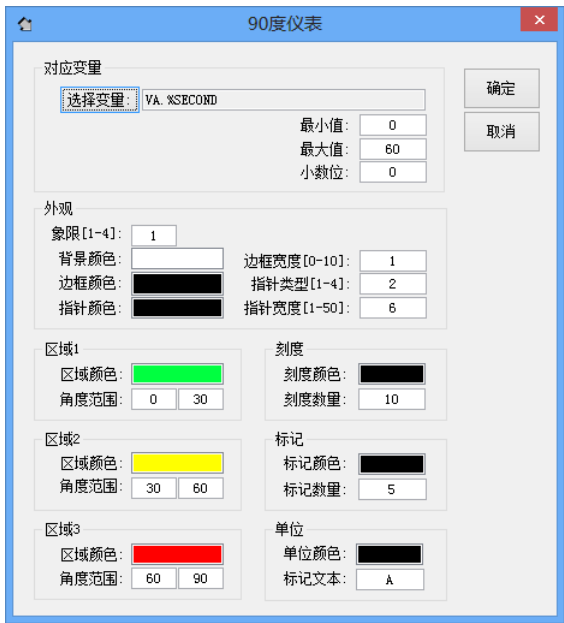 90度仪表
对应变量
选择变量: VA.%SECOND
确定
取消
最小值: 0
最大值: 60
小数位: 0
外观
象限[1-4]: 1
背景颜色:
边框宽度[0-10]: 1
边框颜色:
指针类型[1-4]: 2
指针颜色:
指针宽度[1-50]: 6
区域1
区域颜色:
角度范围: 0 30
刻度
刻度颜色:
刻度数量: 10
区域2
区域颜色:
角度范围: 30 60
标记
标记颜色:
标记数量: 5
区域3
区域颜色:
角度范围: 60 90
单位
单位颜色:
标记文本: A